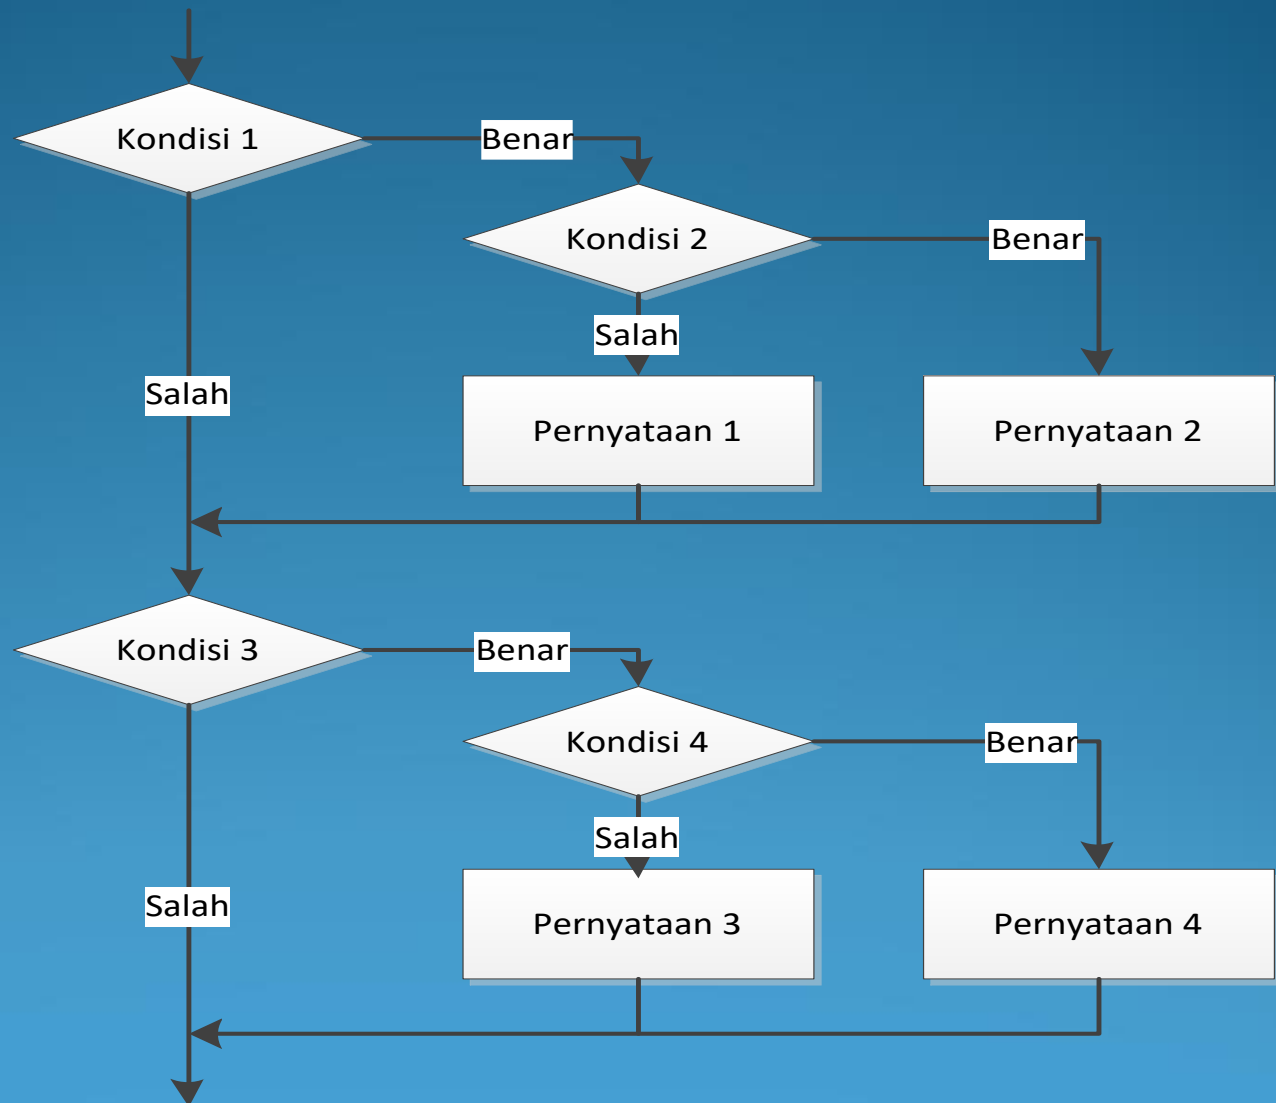 Kondisi 1
Benar
Kondisi 2
Benar
Salah
Salah
Pernyataan 1
Pernyataan 2
Kondisi 3
Benar
Kondisi 4
Benar
Salah
Salah
Pernyataan 3
Pernyataan 4